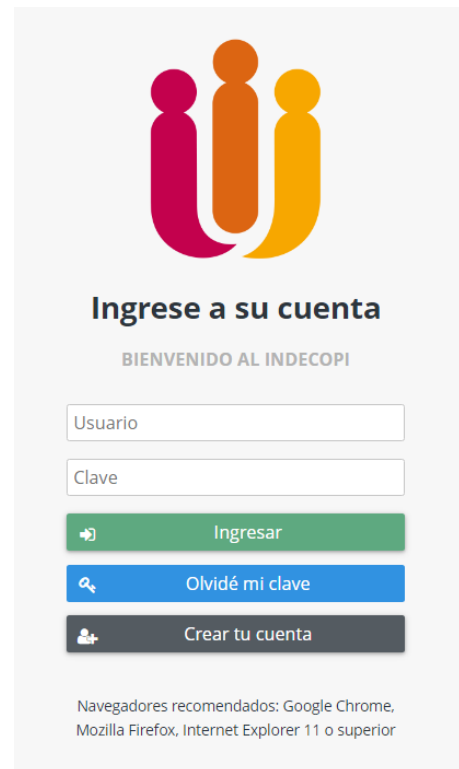 Ingrese a su cuenta
BIENVENIDO AL INDECOPI
Usuario
Clave
Ingresar
Olvidé mi clave
Crear tu cuenta
Navegadores recomendados: Google Chrome,
Mozilla Firefox, Internet Explorer 11 o superior